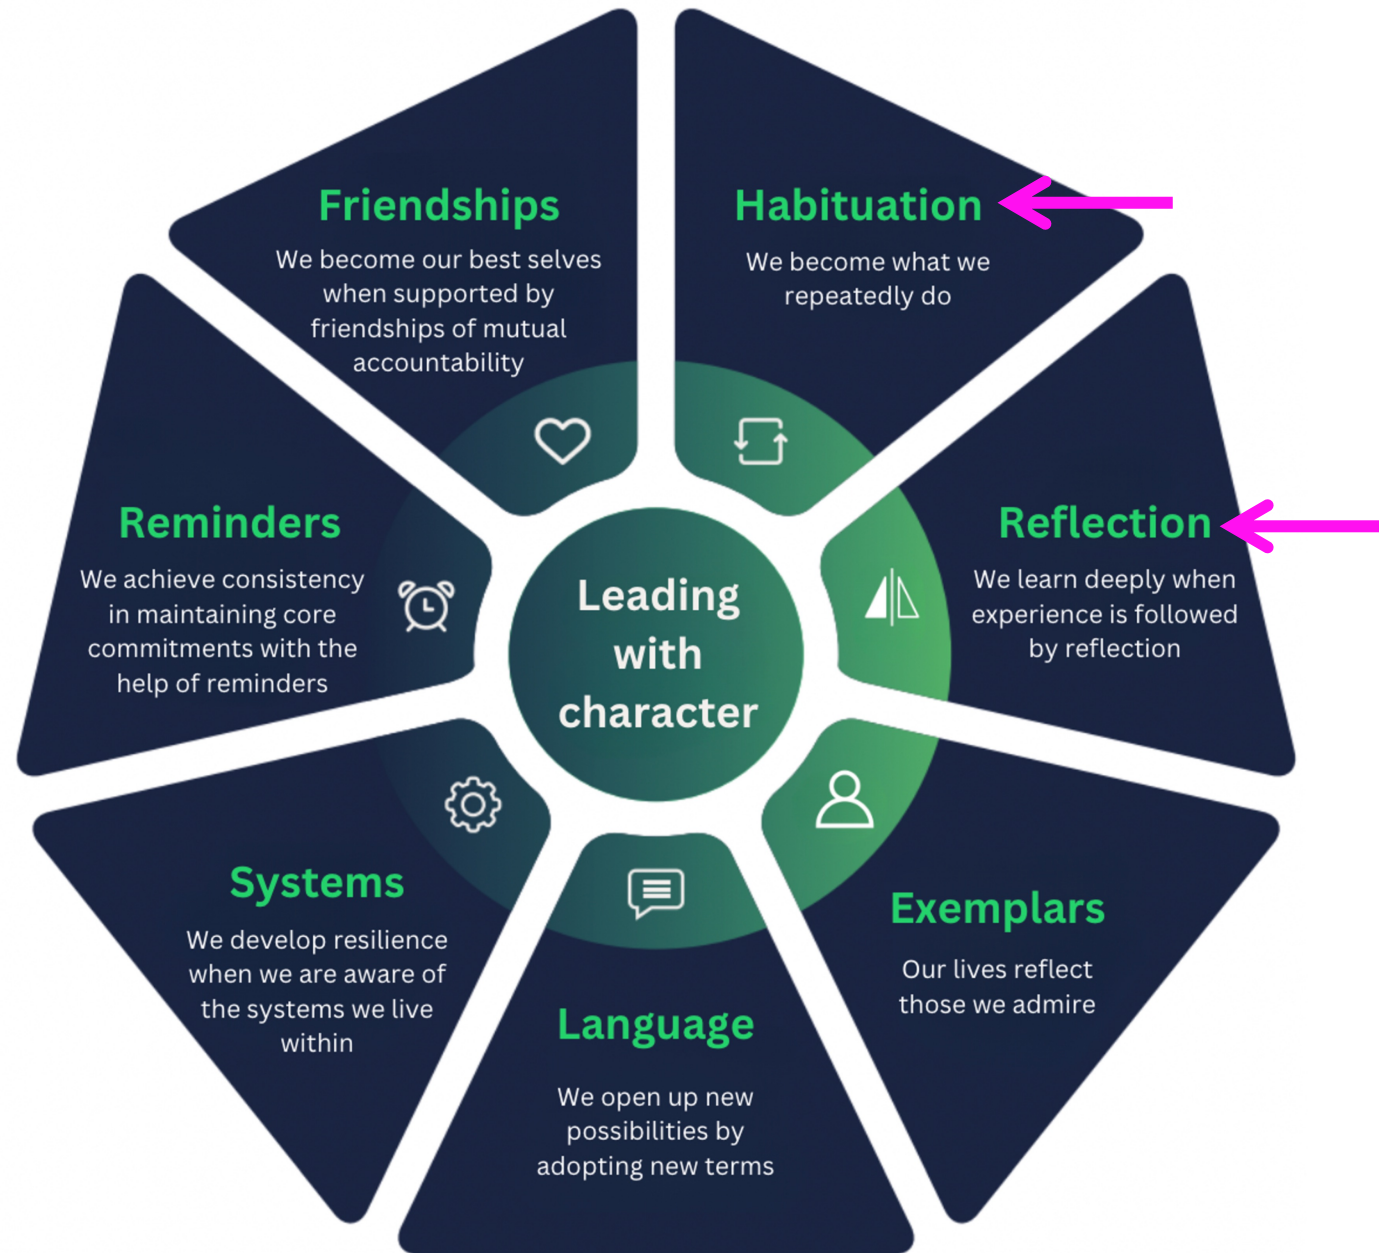 Friendships
We become our best selves
when supported by
friendships of mutual
accountability
Habituation
We become what we
repeatedly do
Reflection
We learn deeply when
experience is followed
by reflection
Exemplars
Our lives reflect
those we admire
Language
We open up new
possibilities by
adopting new terms
Systems
We develop resilience
when we are aware of
the systems we live
within
Reminders
We achieve consistency
in maintaining core
commitments with the
help of reminders
Leading
with
character